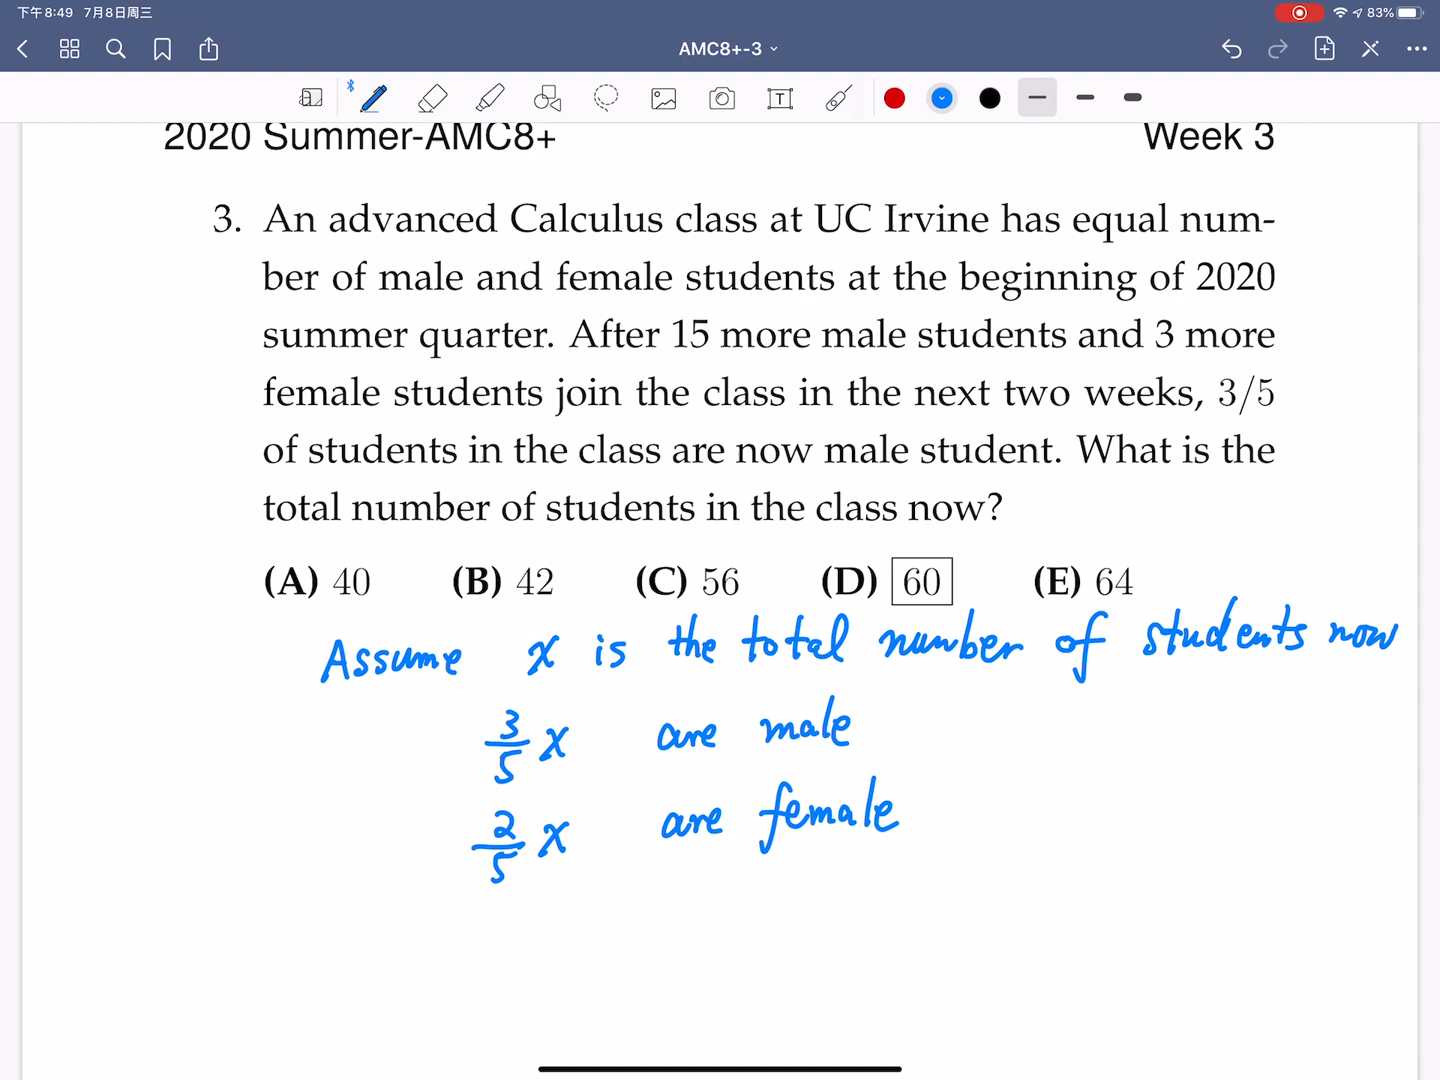 下午8:49 7月8日周三
83%
AMC8+-3
2020 Summer-AMC8+ Week 3
3. An advanced Calculus class at UC Irvine has equal num-
ber of male and female students at the beginning of 2020
summer quarter. After 15 more male students and 3 more
female students join the class in the next two weeks, 3/5
of students in the class are now male student. What is the
total number of students in the class now?
(A) 40 (B) 42 (C) 56 (D) 60 (E) 64
Assume x is the total number of students now
3/5 x are male
2/5 x are female